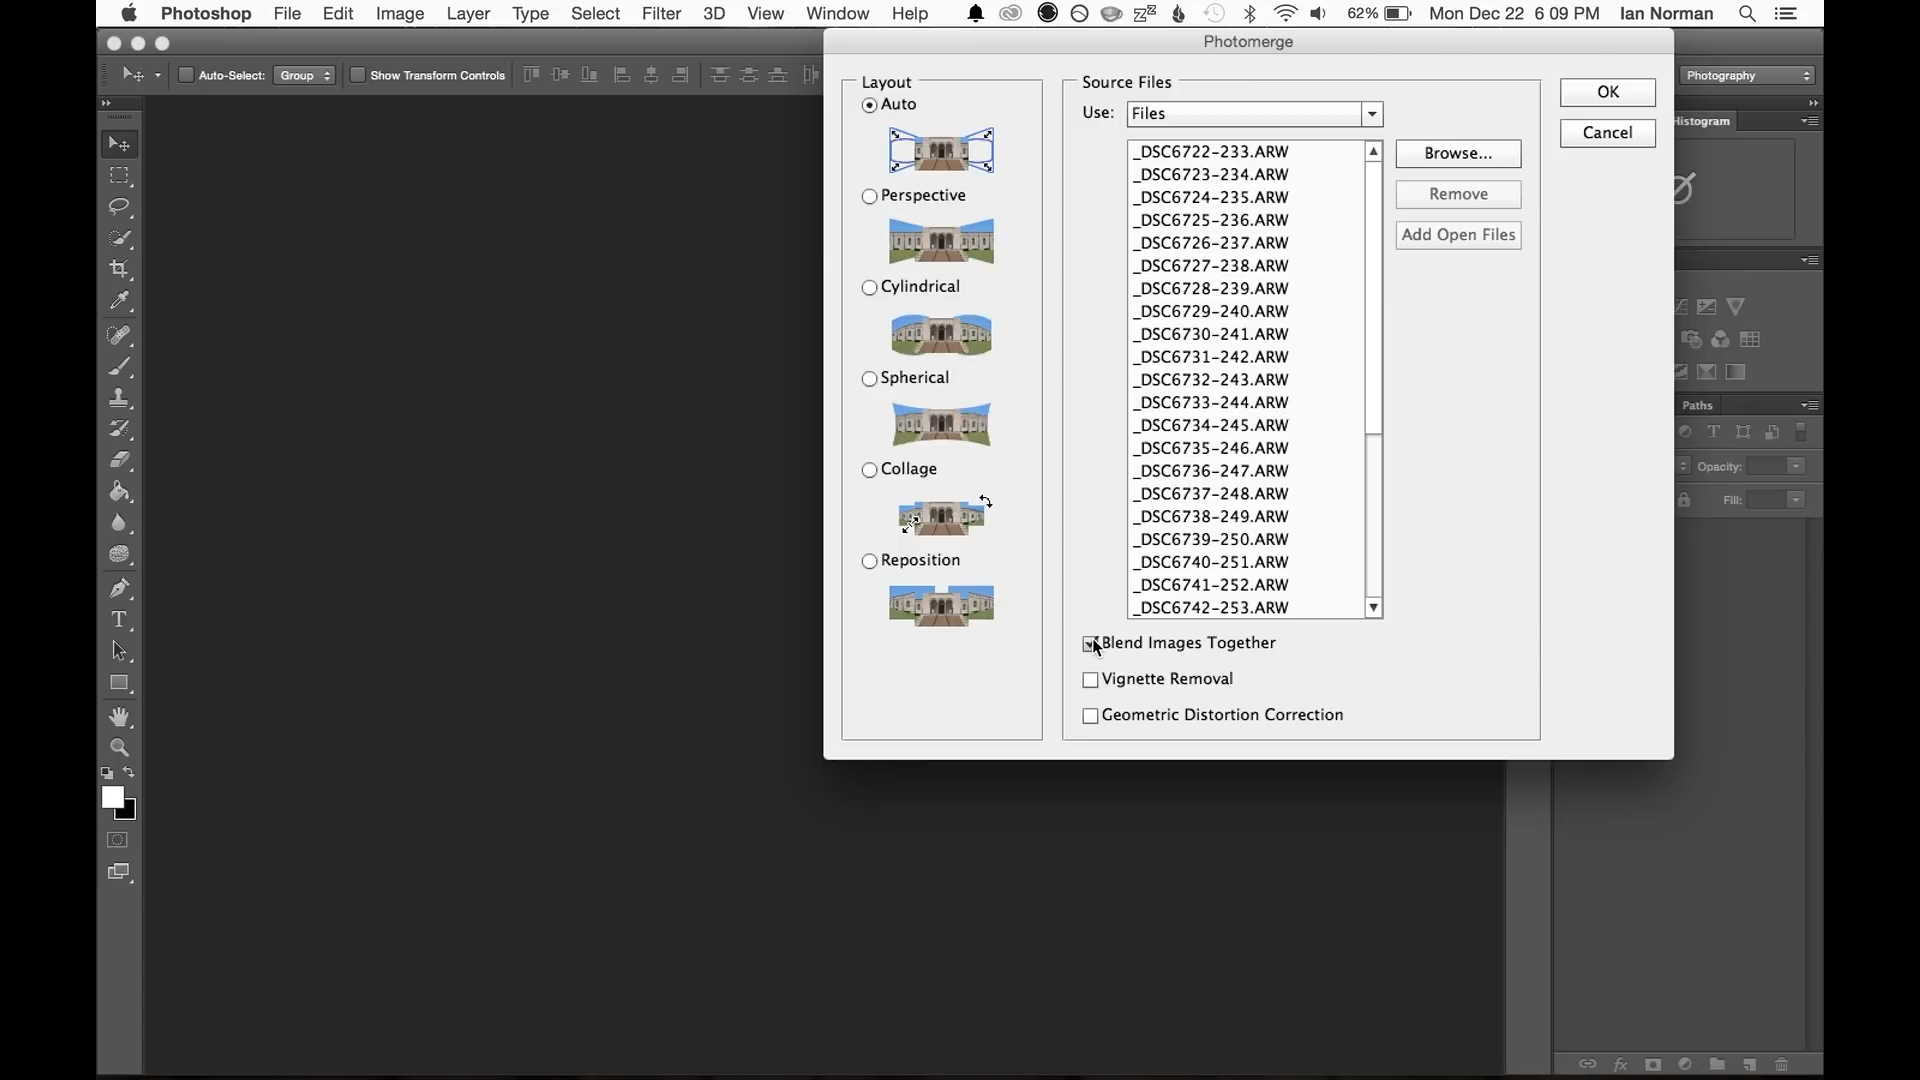 Photoshop File Edit Image Layer Type Select Filter 3D View Window Help 62% Mon Dec 22 6:09 PM Ian Norman
Photomerge
Auto-Select: Group Show Transform Controls
Photography
Layout
Auto
Perspective
Cylindrical
Spherical
Collage
Reposition
Source Files
Use: Files
_DSC6722-233.ARW
_DSC6723-234.ARW
_DSC6724-235.ARW
_DSC6725-236.ARW
_DSC6726-237.ARW
_DSC6727-238.ARW
_DSC6728-239.ARW
_DSC6729-240.ARW
_DSC6730-241.ARW
_DSC6731-242.ARW
_DSC6732-243.ARW
_DSC6733-244.ARW
_DSC6734-245.ARW
_DSC6735-246.ARW
_DSC6736-247.ARW
_DSC6737-248.ARW
_DSC6738-249.ARW
_DSC6739-250.ARW
_DSC6740-251.ARW
_DSC6741-252.ARW
_DSC6742-253.ARW
Blend Images Together
Vignette Removal
Geometric Distortion Correction
Browse...
Remove
Add Open Files
OK
Cancel
Histogram
Paths
Opacity:
Fill: